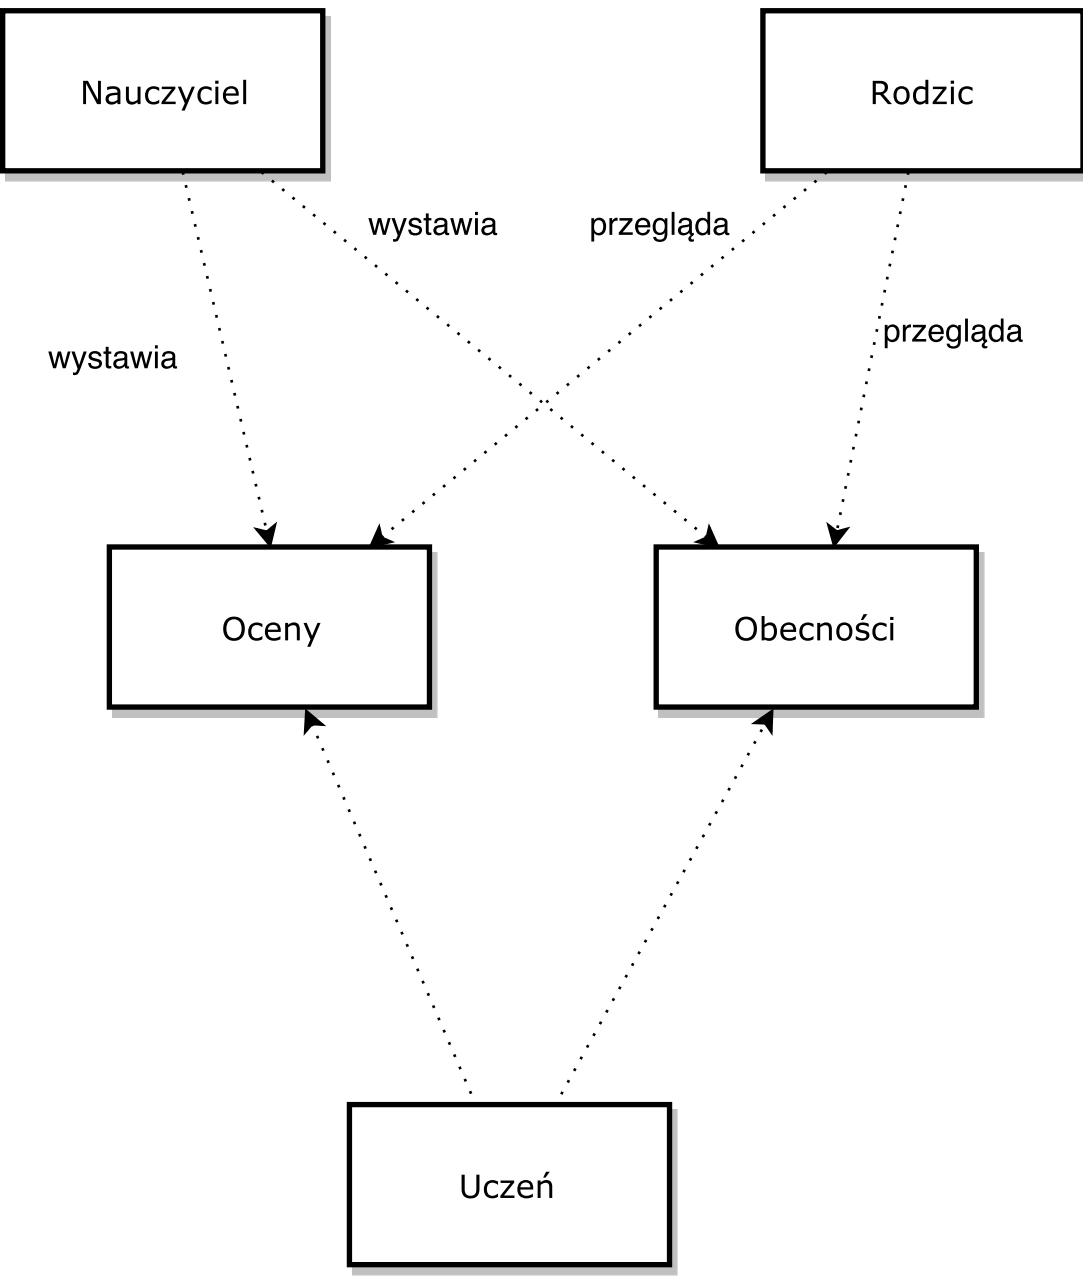 Nauczyciel
Rodzic
wystawia
przegląda
przegląda
wystawia
Oceny
Obecności
Uczeń